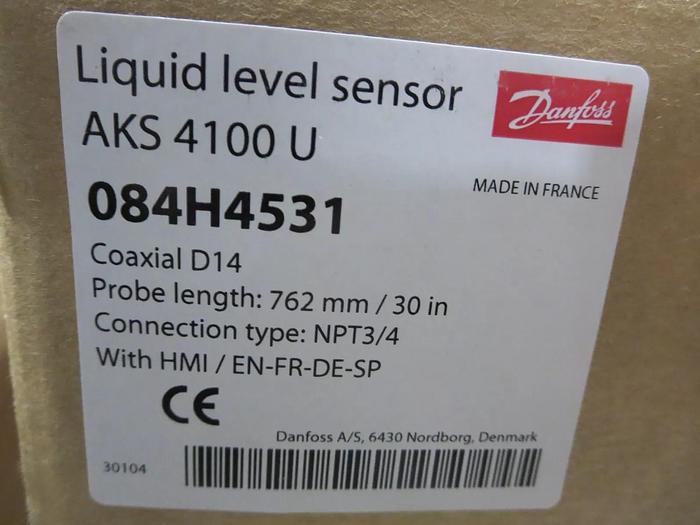 Liquid level sensor
Danfoss
AKS 4100 U
MADE IN FRANCE
084H4531
Coaxial D14
Probe length: 762 mm / 30 in
Connection type: NPT3/4
With HMI / EN-FR-DE-SP
CE
Danfoss A/S, 6430 Nordborg, Denmark
30104